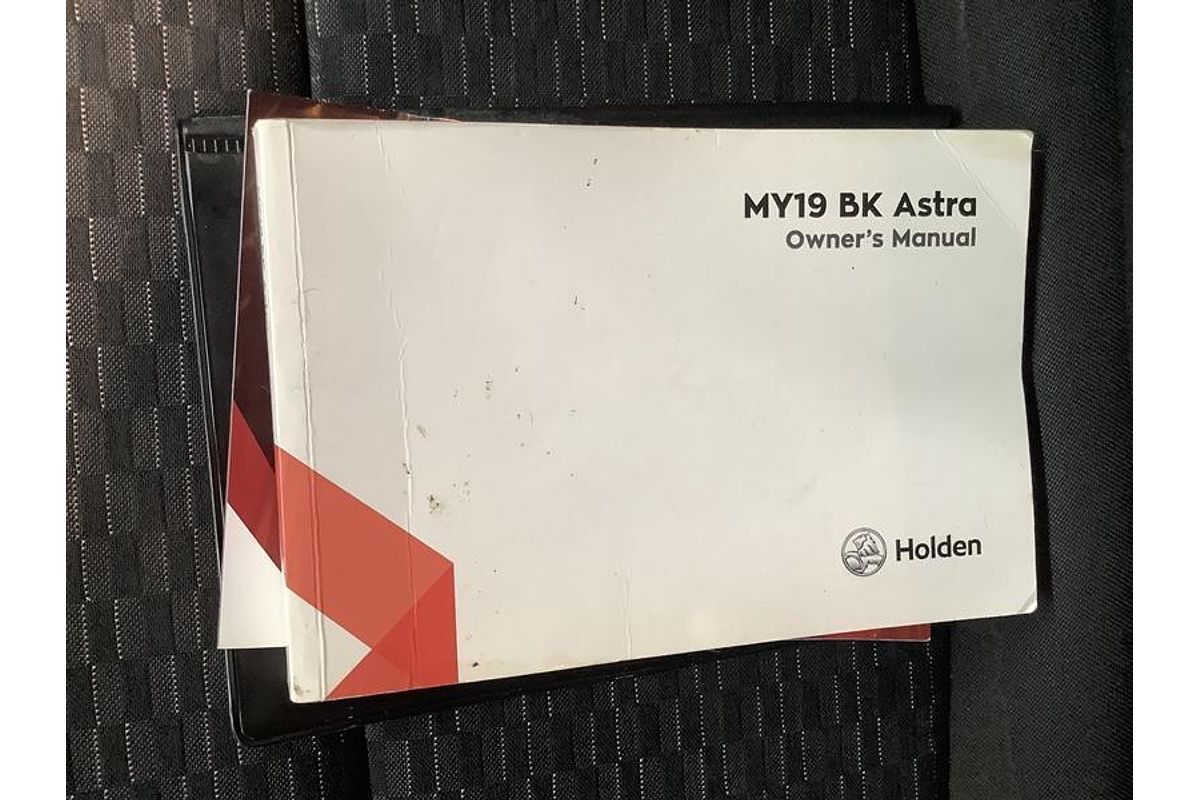 MY19 BK Astra
Owner's Manual
Holden